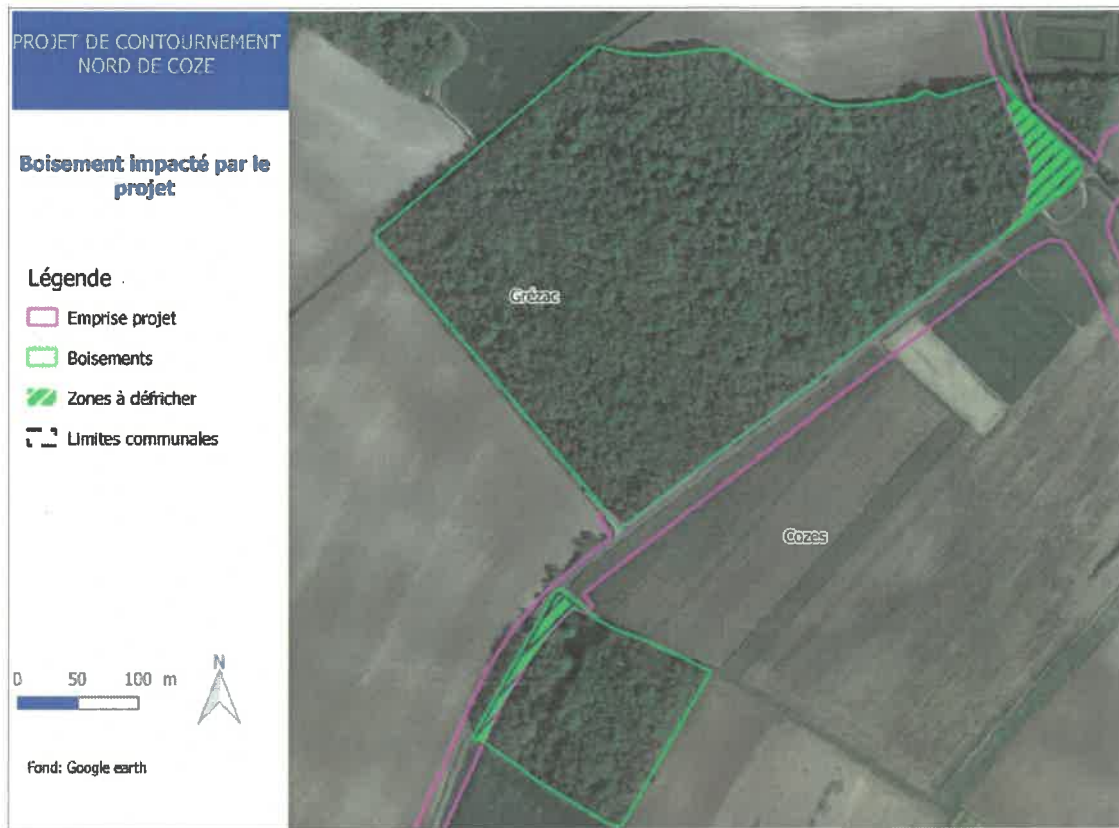 PROJET DE CONTOURNEMENT
NORD DE COZE
Boisement impacté par le
projet
Légende
Emprise projet
Boisements
Zones à défricher
Limites communales
0 50 100 m
N
Fond: Google earth
Grézac
Cozes